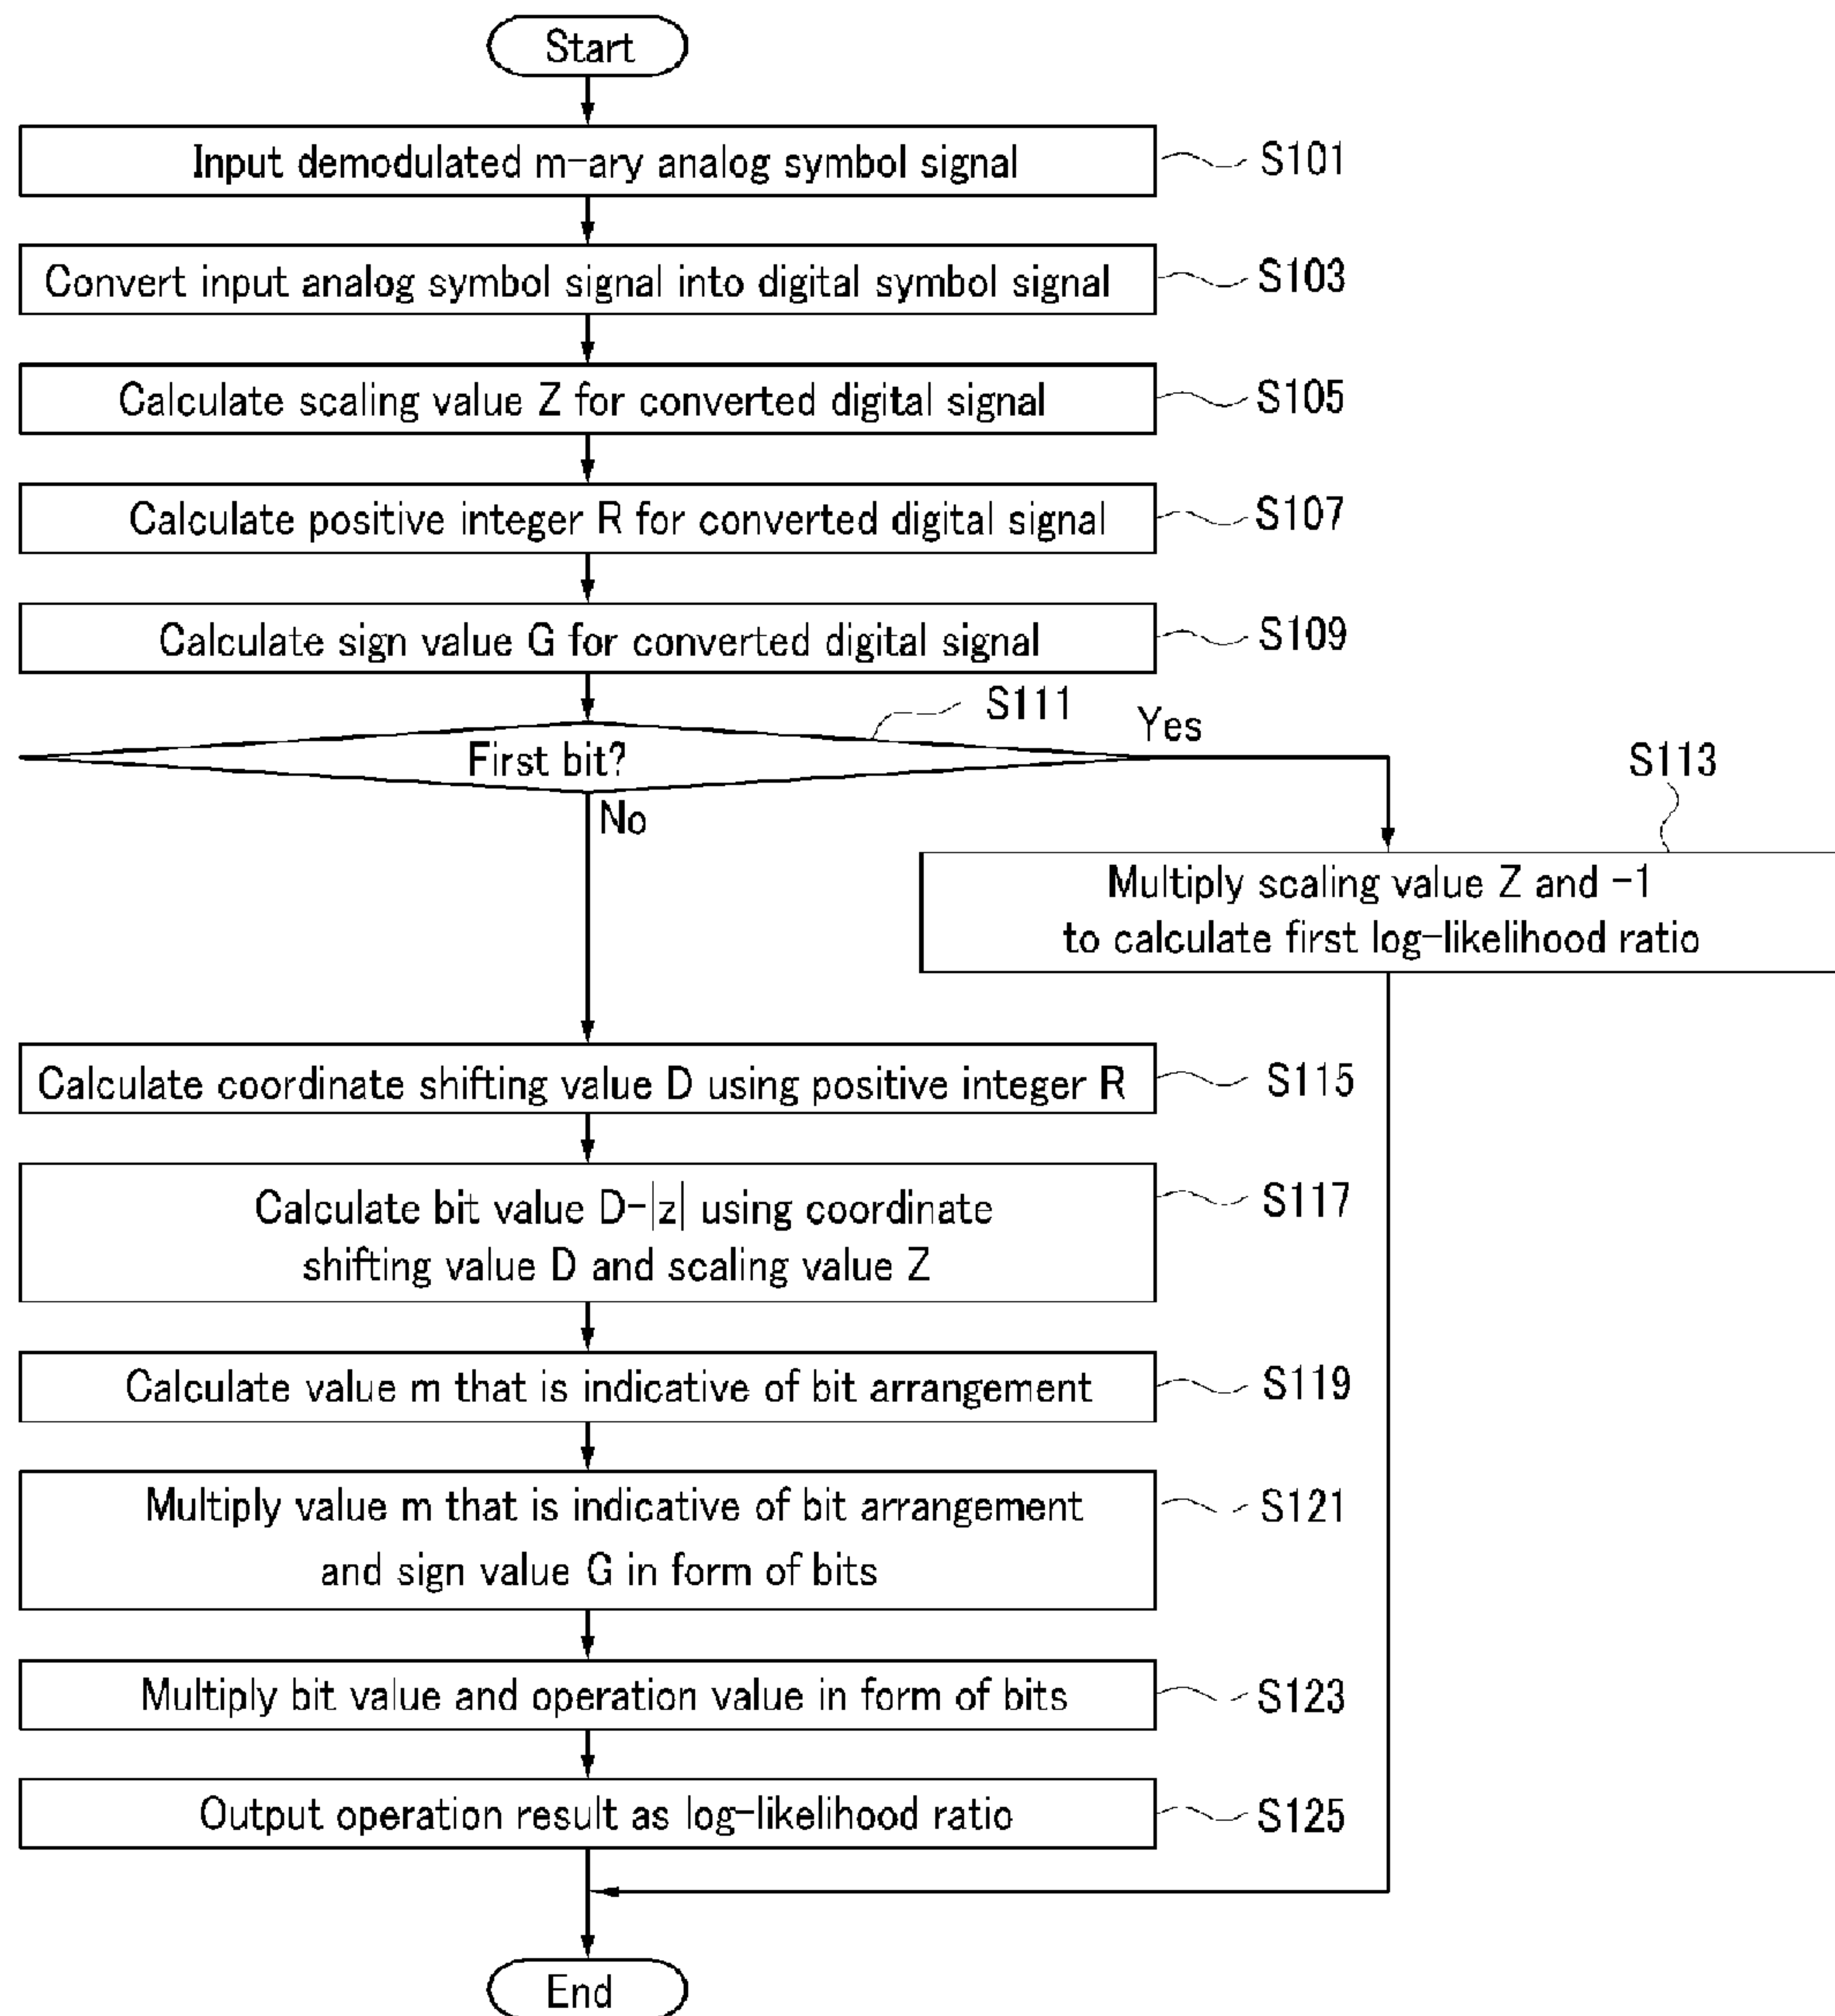 Start
Input demodulated m-ary analog symbol signal
S101
Convert input analog symbol signal into digital symbol signal
S103
Calculate scaling value Z for converted digital signal
S105
Calculate positive integer R for converted digital signal
S107
Calculate sign value G for converted digital signal
S109
S111
First bit?
Yes
No
S113
Multiply scaling value Z and -1
to calculate first log-likelihood ratio
Calculate coordinate shifting value D using positive integer R
S115
Calculate bit value D-|z| using coordinate
shifting value D and scaling value Z
S117
Calculate value m that is indicative of bit arrangement
S119
Multiply value m that is indicative of bit arrangement
and sign value G in form of bits
S121
Multiply bit value and operation value in form of bits
S123
Output operation result as log-likelihood ratio
S125
End